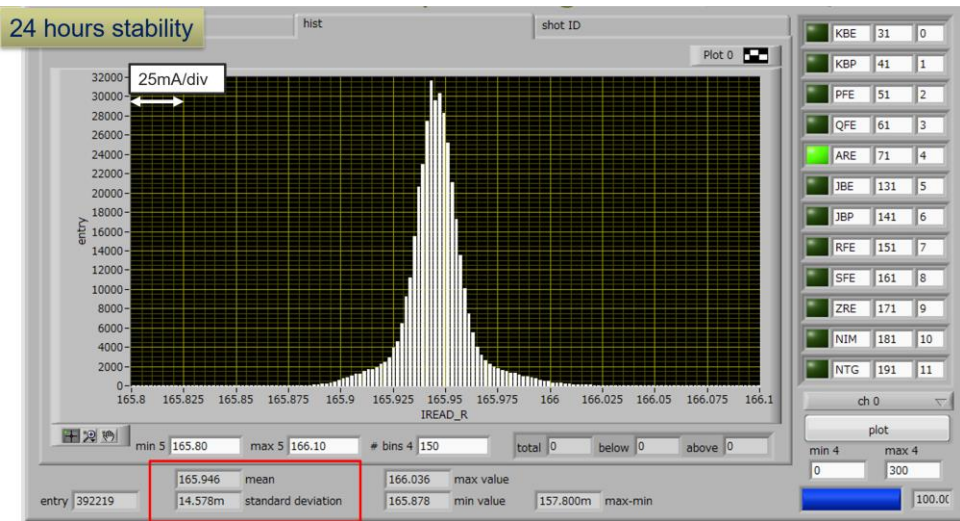 24 hours stability
hist
shot ID
Plot 0
25mA/div
32000
30000
28000
26000
24000
22000
20000
18000
16000
14000
12000
10000
8000
6000
4000
2000
0
entry
165.8 165.825 165.85 165.875 165.9 165.925 165.95 165.975 166 166.025 166.05 166.075 166.1
IREAD_R
min 5 165.80 max 5 166.10 # bins 4 150 total 0 below 0 above 0
165.946 mean 166.036 max value
entry 392219 14.578m standard deviation 165.878 min value 157.800m max-min
KBE 31 0
KBP 41 1
PFE 51 2
QFE 61 3
ARE 71 4
JBE 131 5
JBP 141 6
RFE 151 7
SFE 161 8
ZRE 171 9
NIM 181 10
NTG 191 11
ch 0
plot
min 4 max 4
0 300